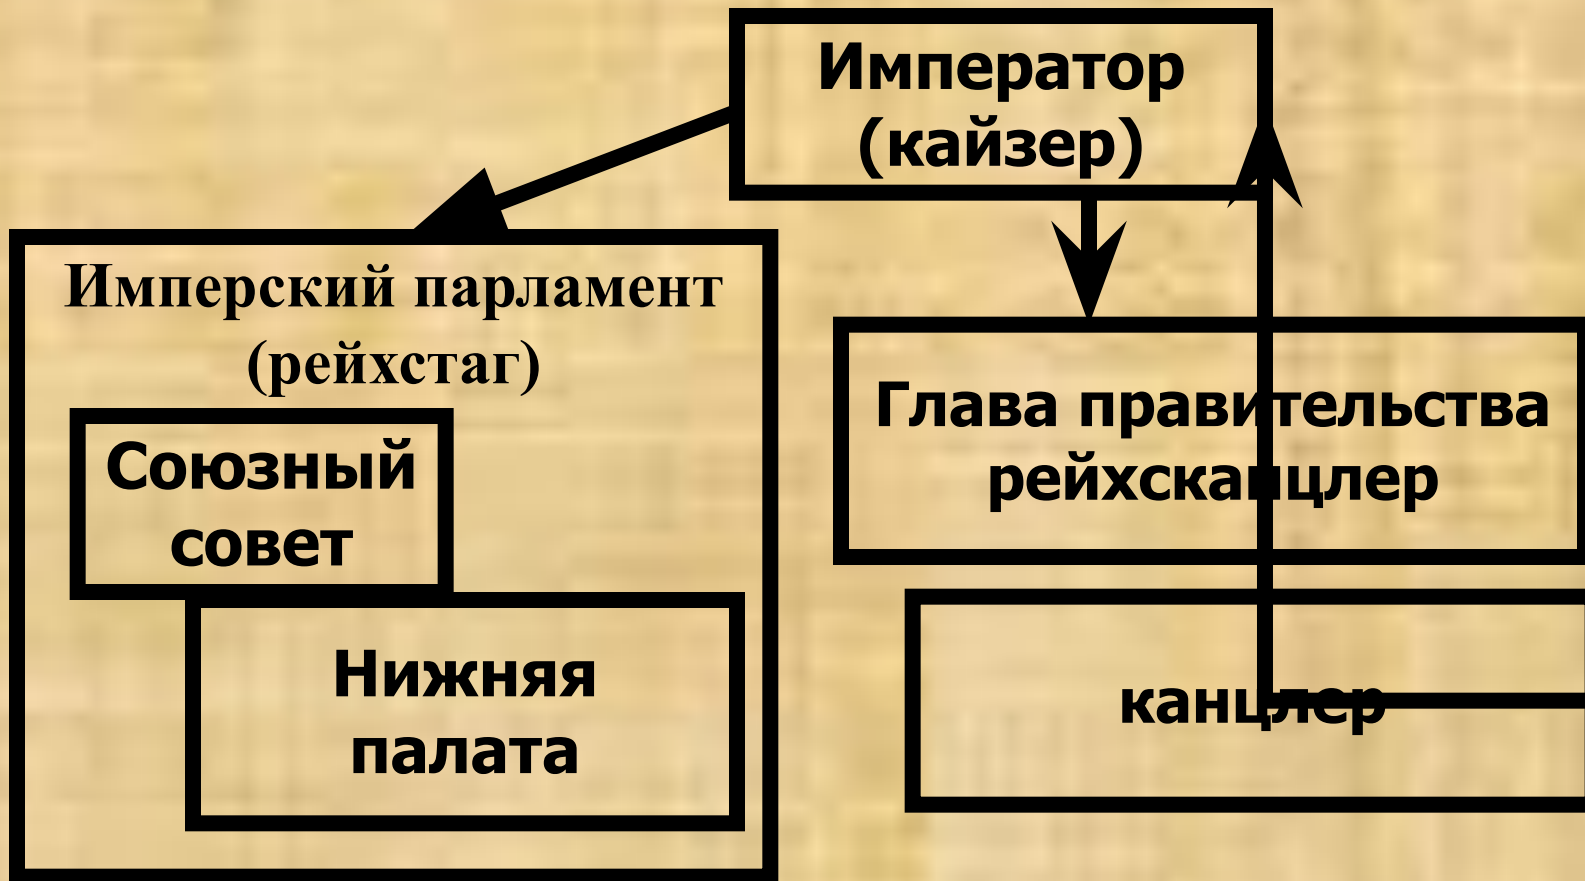 Император
(кайзер)
Имперский парламент
(рейхстаг)
Союзный
совет
Нижняя
палата
Глава правительства
рейхсканцлер
канцлер